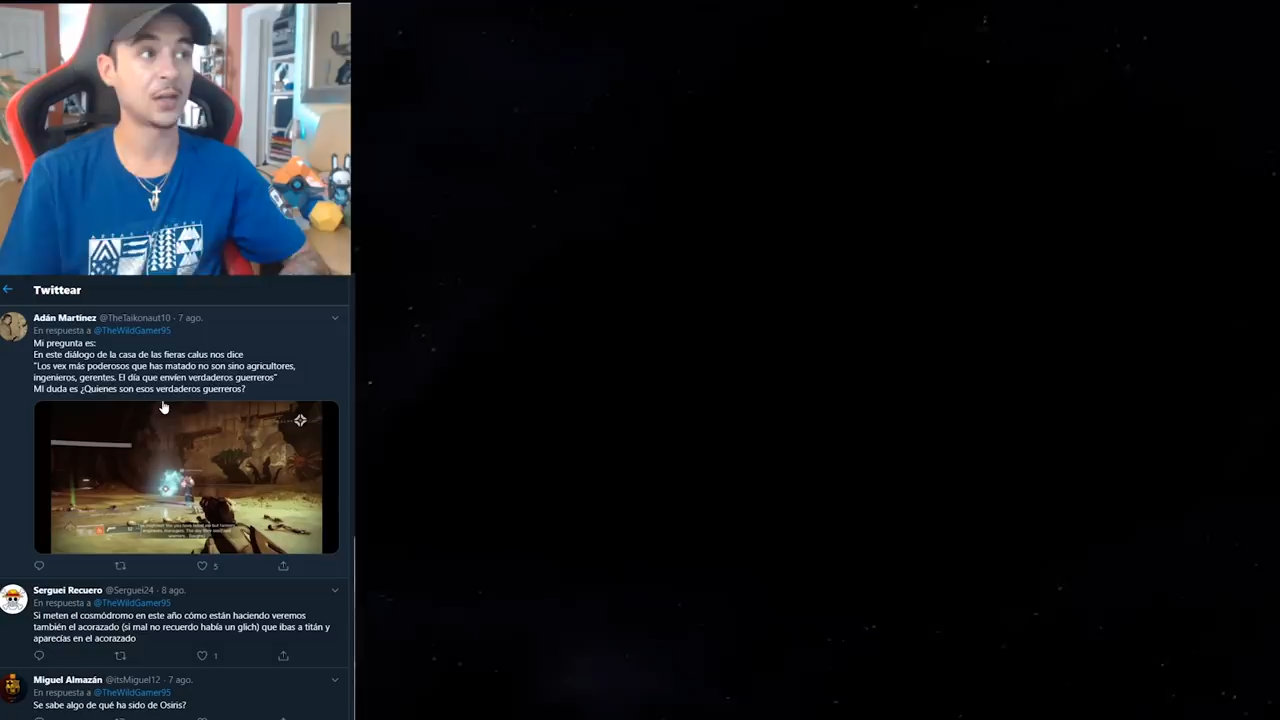 Twittear
Adán Martínez @TheTaikonaut10 · 7 ago.
En respuesta a @TheWildGamer95
Mi pregunta es:
En este diálogo de la casa de las fieras calus nos dice
"Los vex más poderosos que has matado no son sino agricultores,
ingenieros, gerentes. El día que envíen verdaderos guerreros"
MI duda es ¿Quienes son esos verdaderos guerreros?
5
Serguei Recuero @Serguei24 · 8 ago.
En respuesta a @TheWildGamer95
Si meten el cosmódromo en este año cómo están haciendo veremos
también el acorazado (si mal no recuerdo había un glich) que ibas a titán y
aparecías en el acorazado
1
Miguel Almazán @itsMiguel12 · 7 ago.
En respuesta a @TheWildGamer95
Se sabe algo de qué ha sido de Osiris?